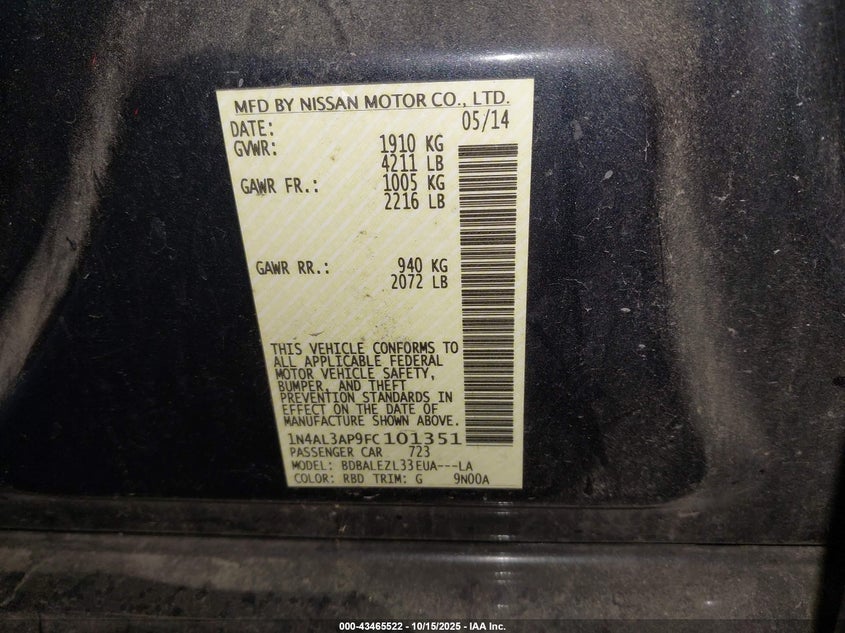 MFD BY NISSAN MOTOR CO., LTD.
DATE: 05/14
GVWR: 1910 KG
4211 LB
GAWR FR.: 1005 KG
2216 LB
GAWR RR.: 940 KG
2072 LB
THIS VEHICLE CONFORMS TO
ALL APPLICABLE FEDERAL
MOTOR VEHICLE SAFETY,
BUMPER, AND THEFT
PREVENTION STANDARDS IN
EFFECT ON THE DATE OF
MANUFACTURE SHOWN ABOVE.
1N4AL3AP9FC101351
PASSENGER CAR 723
MODEL: BDBALEZL33EUA---LA
COLOR: RBD TRIM: G 9N00A
000-43465522 - 10/15/2025 - IAA Inc.